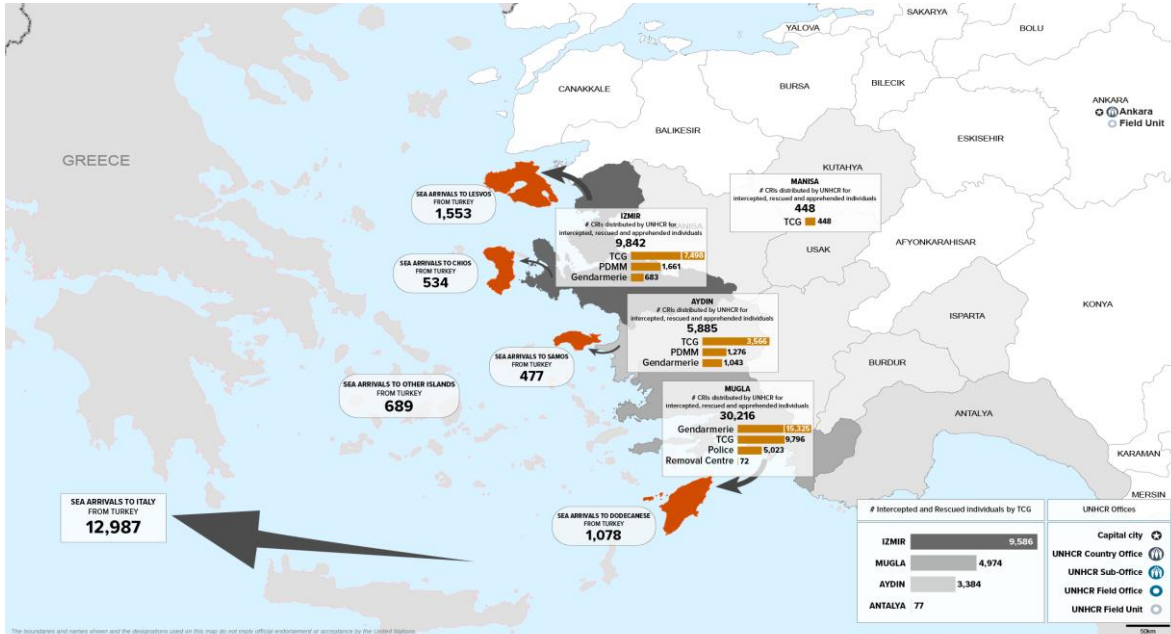 SAKARYA
YALOVA
BOLU
CANAKKALE
BURSA
BILECIK
ANKARA
Ankara
Field Unit
BALIKESIR
ESKISEHIR
GREECE
KUTAHYA
SEA ARRIVALS TO LESVOS
FROM TURKEY
1,553
MANISA
# CRIs distributed by UNHCR for
intercepted, rescued and apprehended individuals
448
TCG 448
IZMIR
# CRIs distributed by UNHCR for
intercepted, rescued and apprehended individuals
9,842
TCG 7,498
PDMM 1,661
Gendarmerie 683
MANISA
USAK
AFYONKARAHISAR
SEA ARRIVALS TO CHIOS
FROM TURKEY
534
KONYA
AYDIN
# CRIs distributed by UNHCR for
intercepted, rescued and apprehended individuals
5,885
TCG 3,566
PDMM 1,276
Gendarmerie 1,043
ISPARTA
SEA ARRIVALS TO SAMOS
FROM TURKEY
477
BURDUR
SEA ARRIVALS TO OTHER ISLANDS
FROM TURKEY
689
MUGLA
# CRIs distributed by UNHCR for
intercepted, rescued and apprehended individuals
30,216
Gendarmerie 15,325
TCG 9,796
Police 5,023
Removal Centre 72
ANTALYA
KARAMAN
MERSIN
SEA ARRIVALS TO ITALY
FROM TURKEY
12,987
SEA ARRIVALS TO DODECANESE
FROM TURKEY
1,078
# Intercepted and Rescued individuals by TCG
IZMIR 9,586
MUGLA 4,974
AYDIN 3,384
ANTALYA 77
UNHCR Offices
Capital city
UNHCR Country Office
UNHCR Sub-Office
UNHCR Field Office
UNHCR Field Unit
50km
The boundaries and names shown and the designations used on this map do not imply official endorsement or acceptance by the United Nations